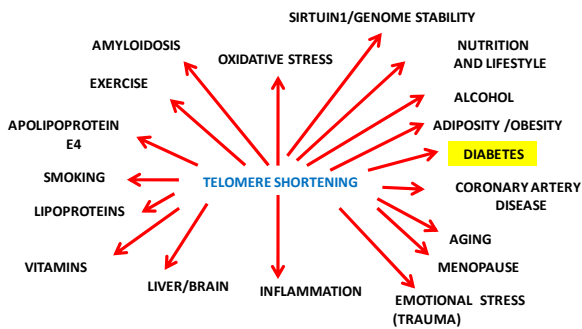 SIRTUIN1/GENOME STABILITY
AMYLOIDOSIS
OXIDATIVE STRESS
NUTRITION
AND LIFESTYLE
EXERCISE
ALCOHOL
APOLIPOPROTEIN
E4
ADIPOSITY /OBESITY
DIABETES
SMOKING
TELOMERE SHORTENING
CORONARY ARTERY
DISEASE
LIPOPROTEINS
AGING
VITAMINS
MENOPAUSE
LIVER/BRAIN
INFLAMMATION
EMOTIONAL STRESS
(TRAUMA)